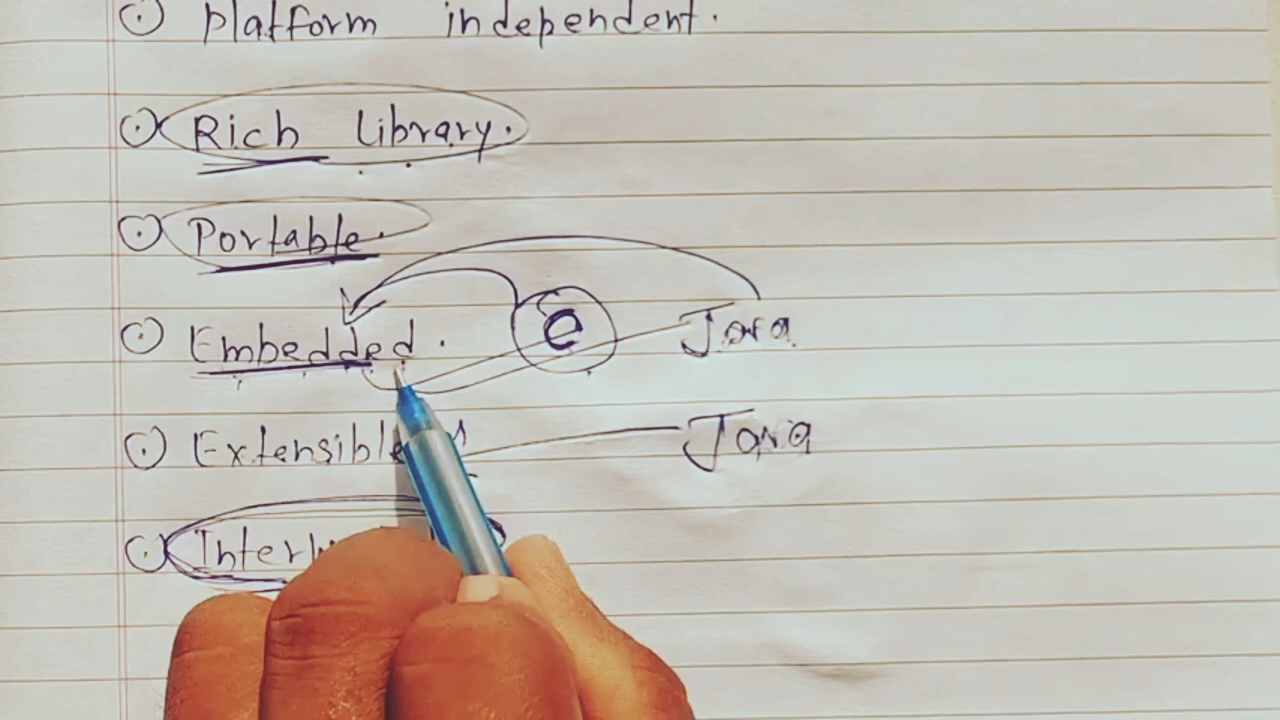 Platform independent.
Rich Library.
Portable.
Embedded. C Java
Extensible Java